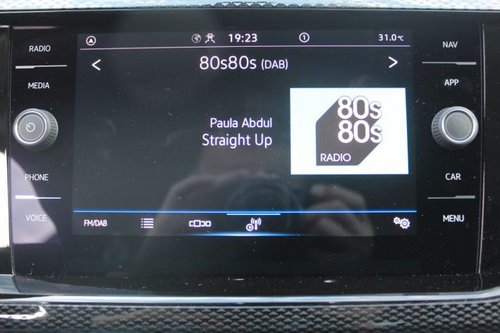 RADIO
MEDIA
PHONE
VOICE
A
19:23
1
31.0°C
80s80s (DAB)
Paula Abdul
Straight Up
80s
80s
RADIO
FM/DAB
NAV
APP
CAR
MENU